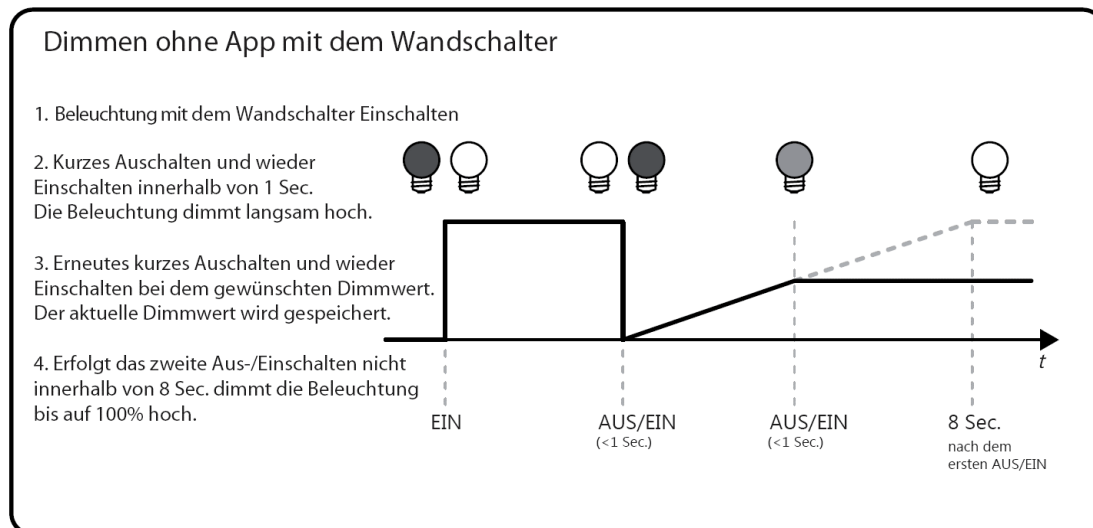 Dimmen ohne App mit dem Wandschalter
1. Beleuchtung mit dem Wandschalter Einschalten
2. Kurzes Auschalten und wieder
Einschalten innerhalb von 1 Sec.
Die Beleuchtung dimmt langsam hoch.
3. Erneutes kurzes Auschalten und wieder
Einschalten bei dem gewünschten Dimmwert.
Der aktuelle Dimmwert wird gespeichert.
4. Erfolgt das zweite Aus-/Einschalten nicht
innerhalb von 8 Sec. dimmt die Beleuchtung
bis auf 100% hoch.
t
EIN
AUS/EIN
(<1 Sec.)
AUS/EIN
(<1 Sec.)
8 Sec.
nach dem
ersten AUS/EIN